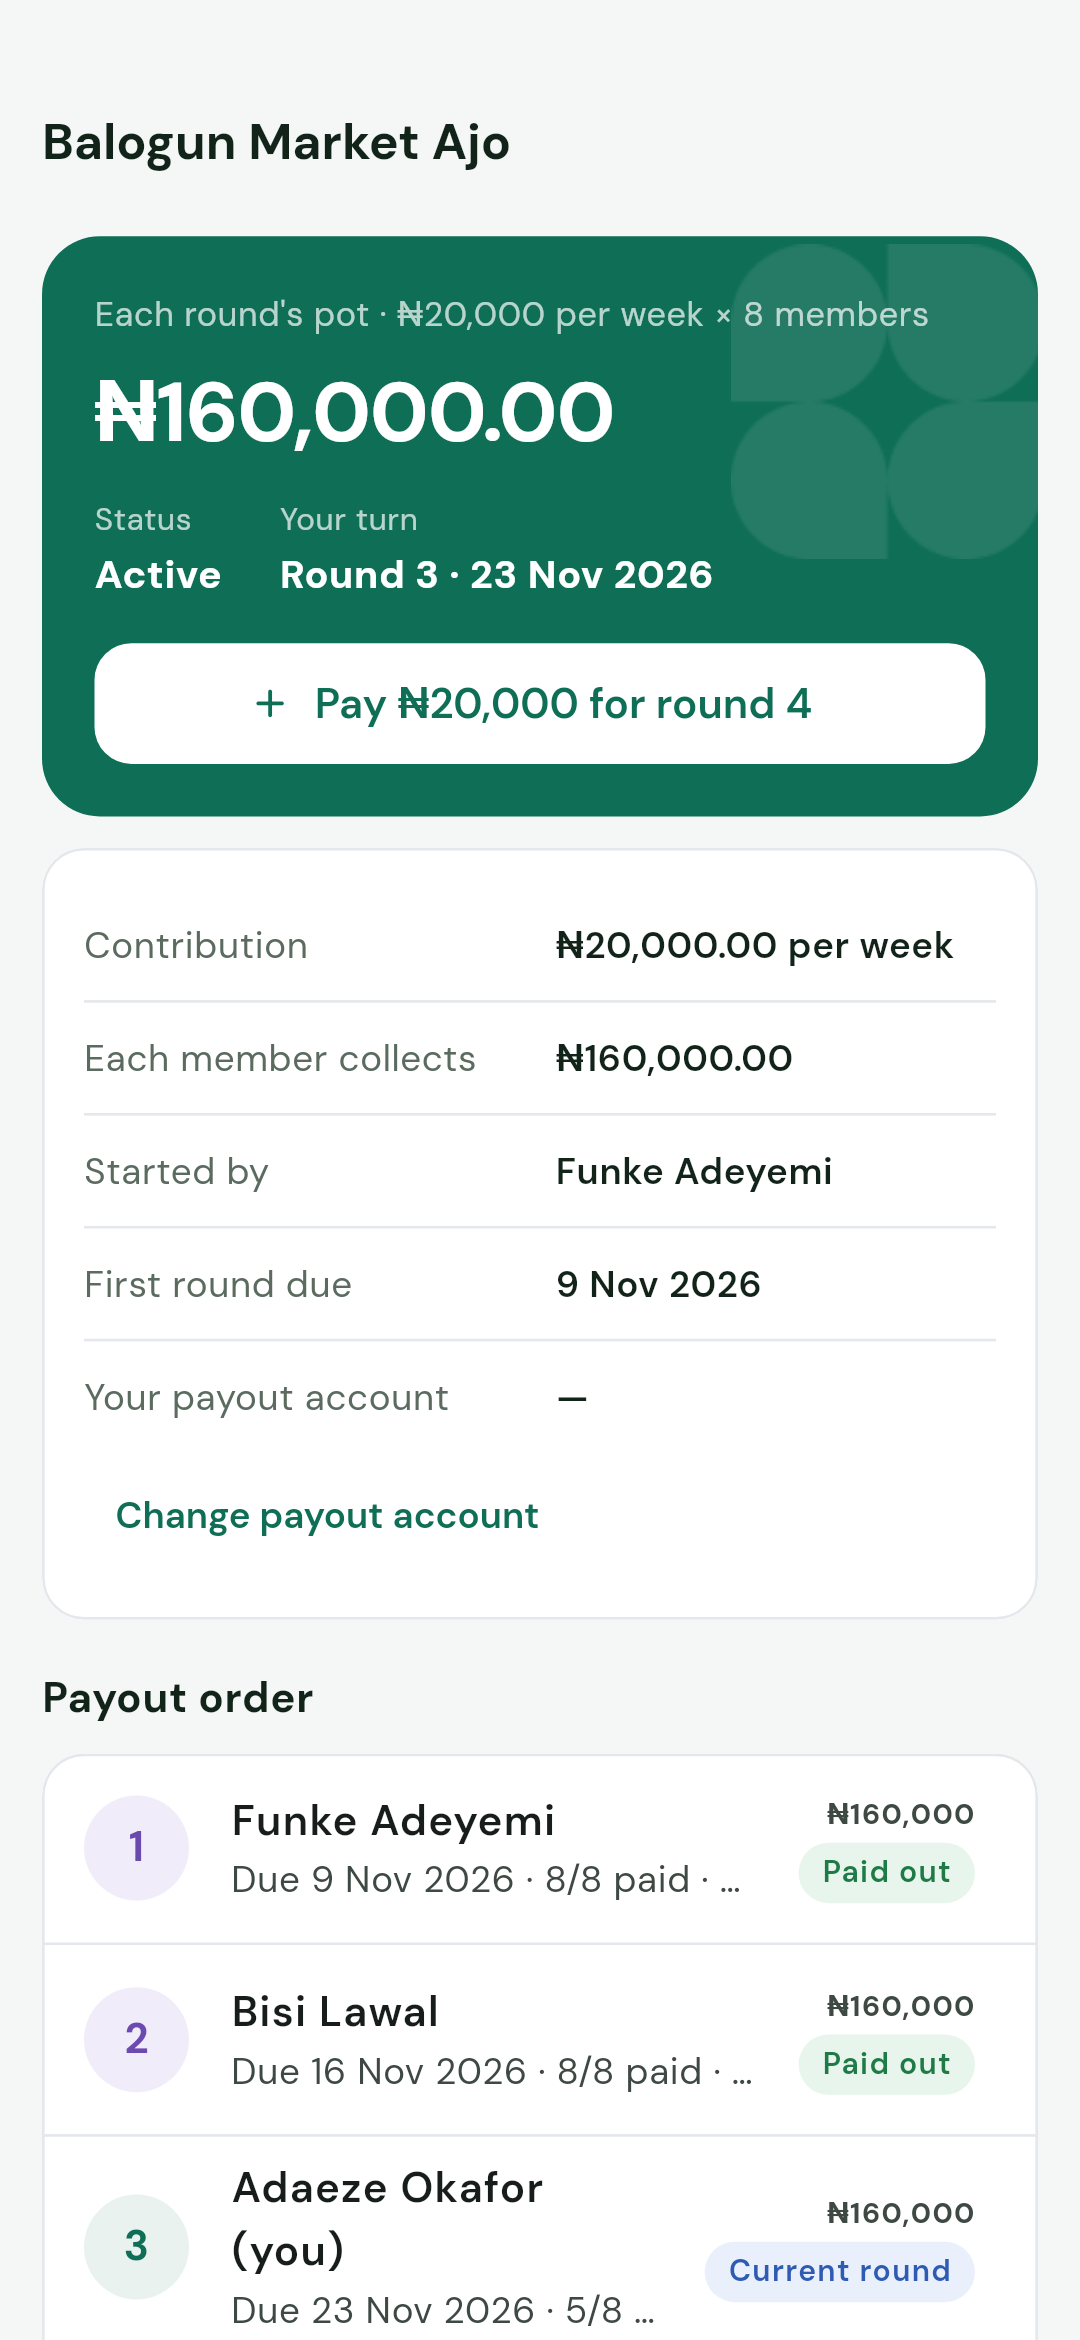 Balogun Market Ajo
Each round's pot · ₦20,000 per week × 8 members
₦160,000.00
Status Your turn
Active Round 3 · 23 Nov 2026
+ Pay ₦20,000 for round 4
Contribution ₦20,000.00 per week
Each member collects ₦160,000.00
Started by Funke Adeyemi
First round due 9 Nov 2026
Your payout account —
Change payout account
Payout order
1 Funke Adeyemi ₦160,000
Due 9 Nov 2026 · 8/8 paid · ... Paid out
2 Bisi Lawal ₦160,000
Due 16 Nov 2026 · 8/8 paid · ... Paid out
3 Adaeze Okafor ₦160,000
(you) Current round
Due 23 Nov 2026 · 5/8 ...